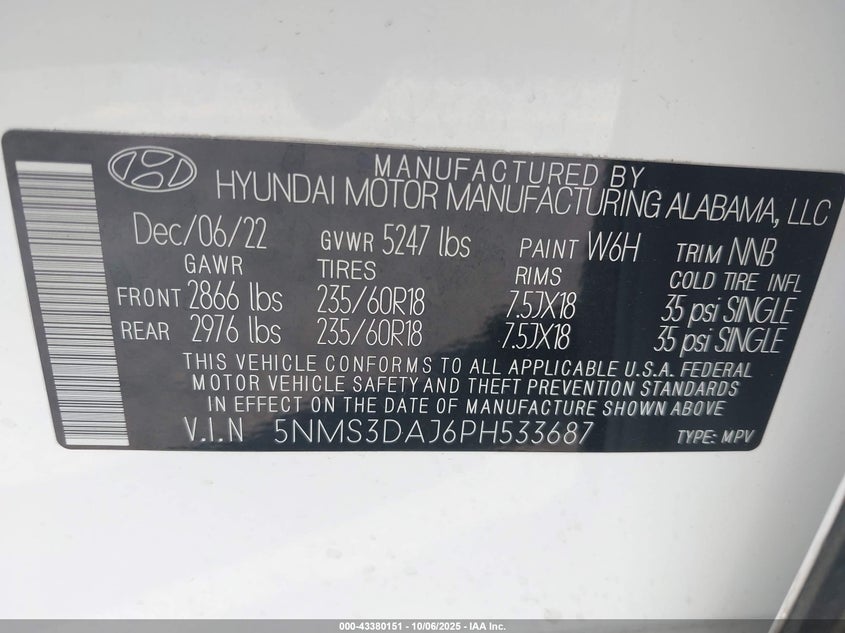 MANUFACTURED BY
HYUNDAI MOTOR MANUFACTURING ALABAMA, LLC
Dec/06/22 GVWR 5247 lbs PAINT W6H TRIM NNB
GAWR TIRES RIMS COLD TIRE INFL
FRONT 2866 lbs 235/60R18 7.5JX18 35 psi SINGLE
REAR 2976 lbs 235/60R18 7.5JX18 35 psi SINGLE
THIS VEHICLE CONFORMS TO ALL APPLICABLE U.S.A. FEDERAL
MOTOR VEHICLE SAFETY AND THEFT PREVENTION STANDARDS
IN EFFECT ON THE DATE OF MANUFACTURE SHOWN ABOVE
V.I.N 5NMS3DAJ6PH533687 TYPE: MPV
000-43380151 - 10/06/2025 - IAA Inc.